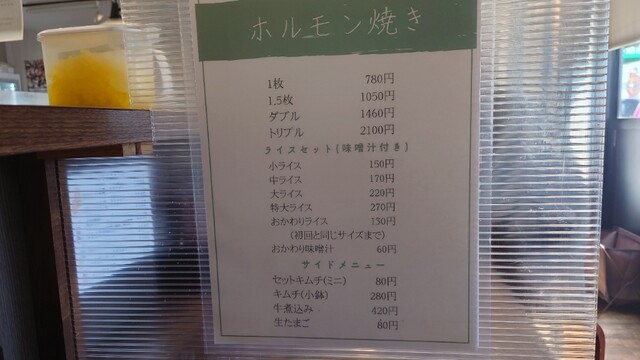 ホルモン焼き
1枚 780円
1.5枚 1050円
ダブル 1460円
トリプル 2100円
ライスセット(味噌汁付き)
小ライス 150円
中ライス 170円
大ライス 220円
特大ライス 270円
おかわりライス 130円
(初回と同じサイズまで)
おかわり味噌汁 60円
サイドメニュー
セットキムチ(ミニ) 80円
キムチ(小鉢) 280円
牛煮込み 420円
生たまご 80円